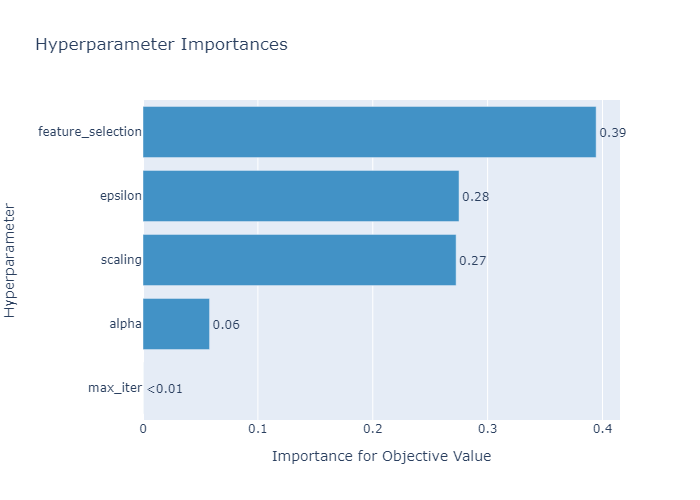 Hyperparameter Importances
Hyperparameter
feature_selection 0.39
epsilon 0.28
scaling 0.27
alpha 0.06
max_iter <0.01
0 0.1 0.2 0.3 0.4
Importance for Objective Value